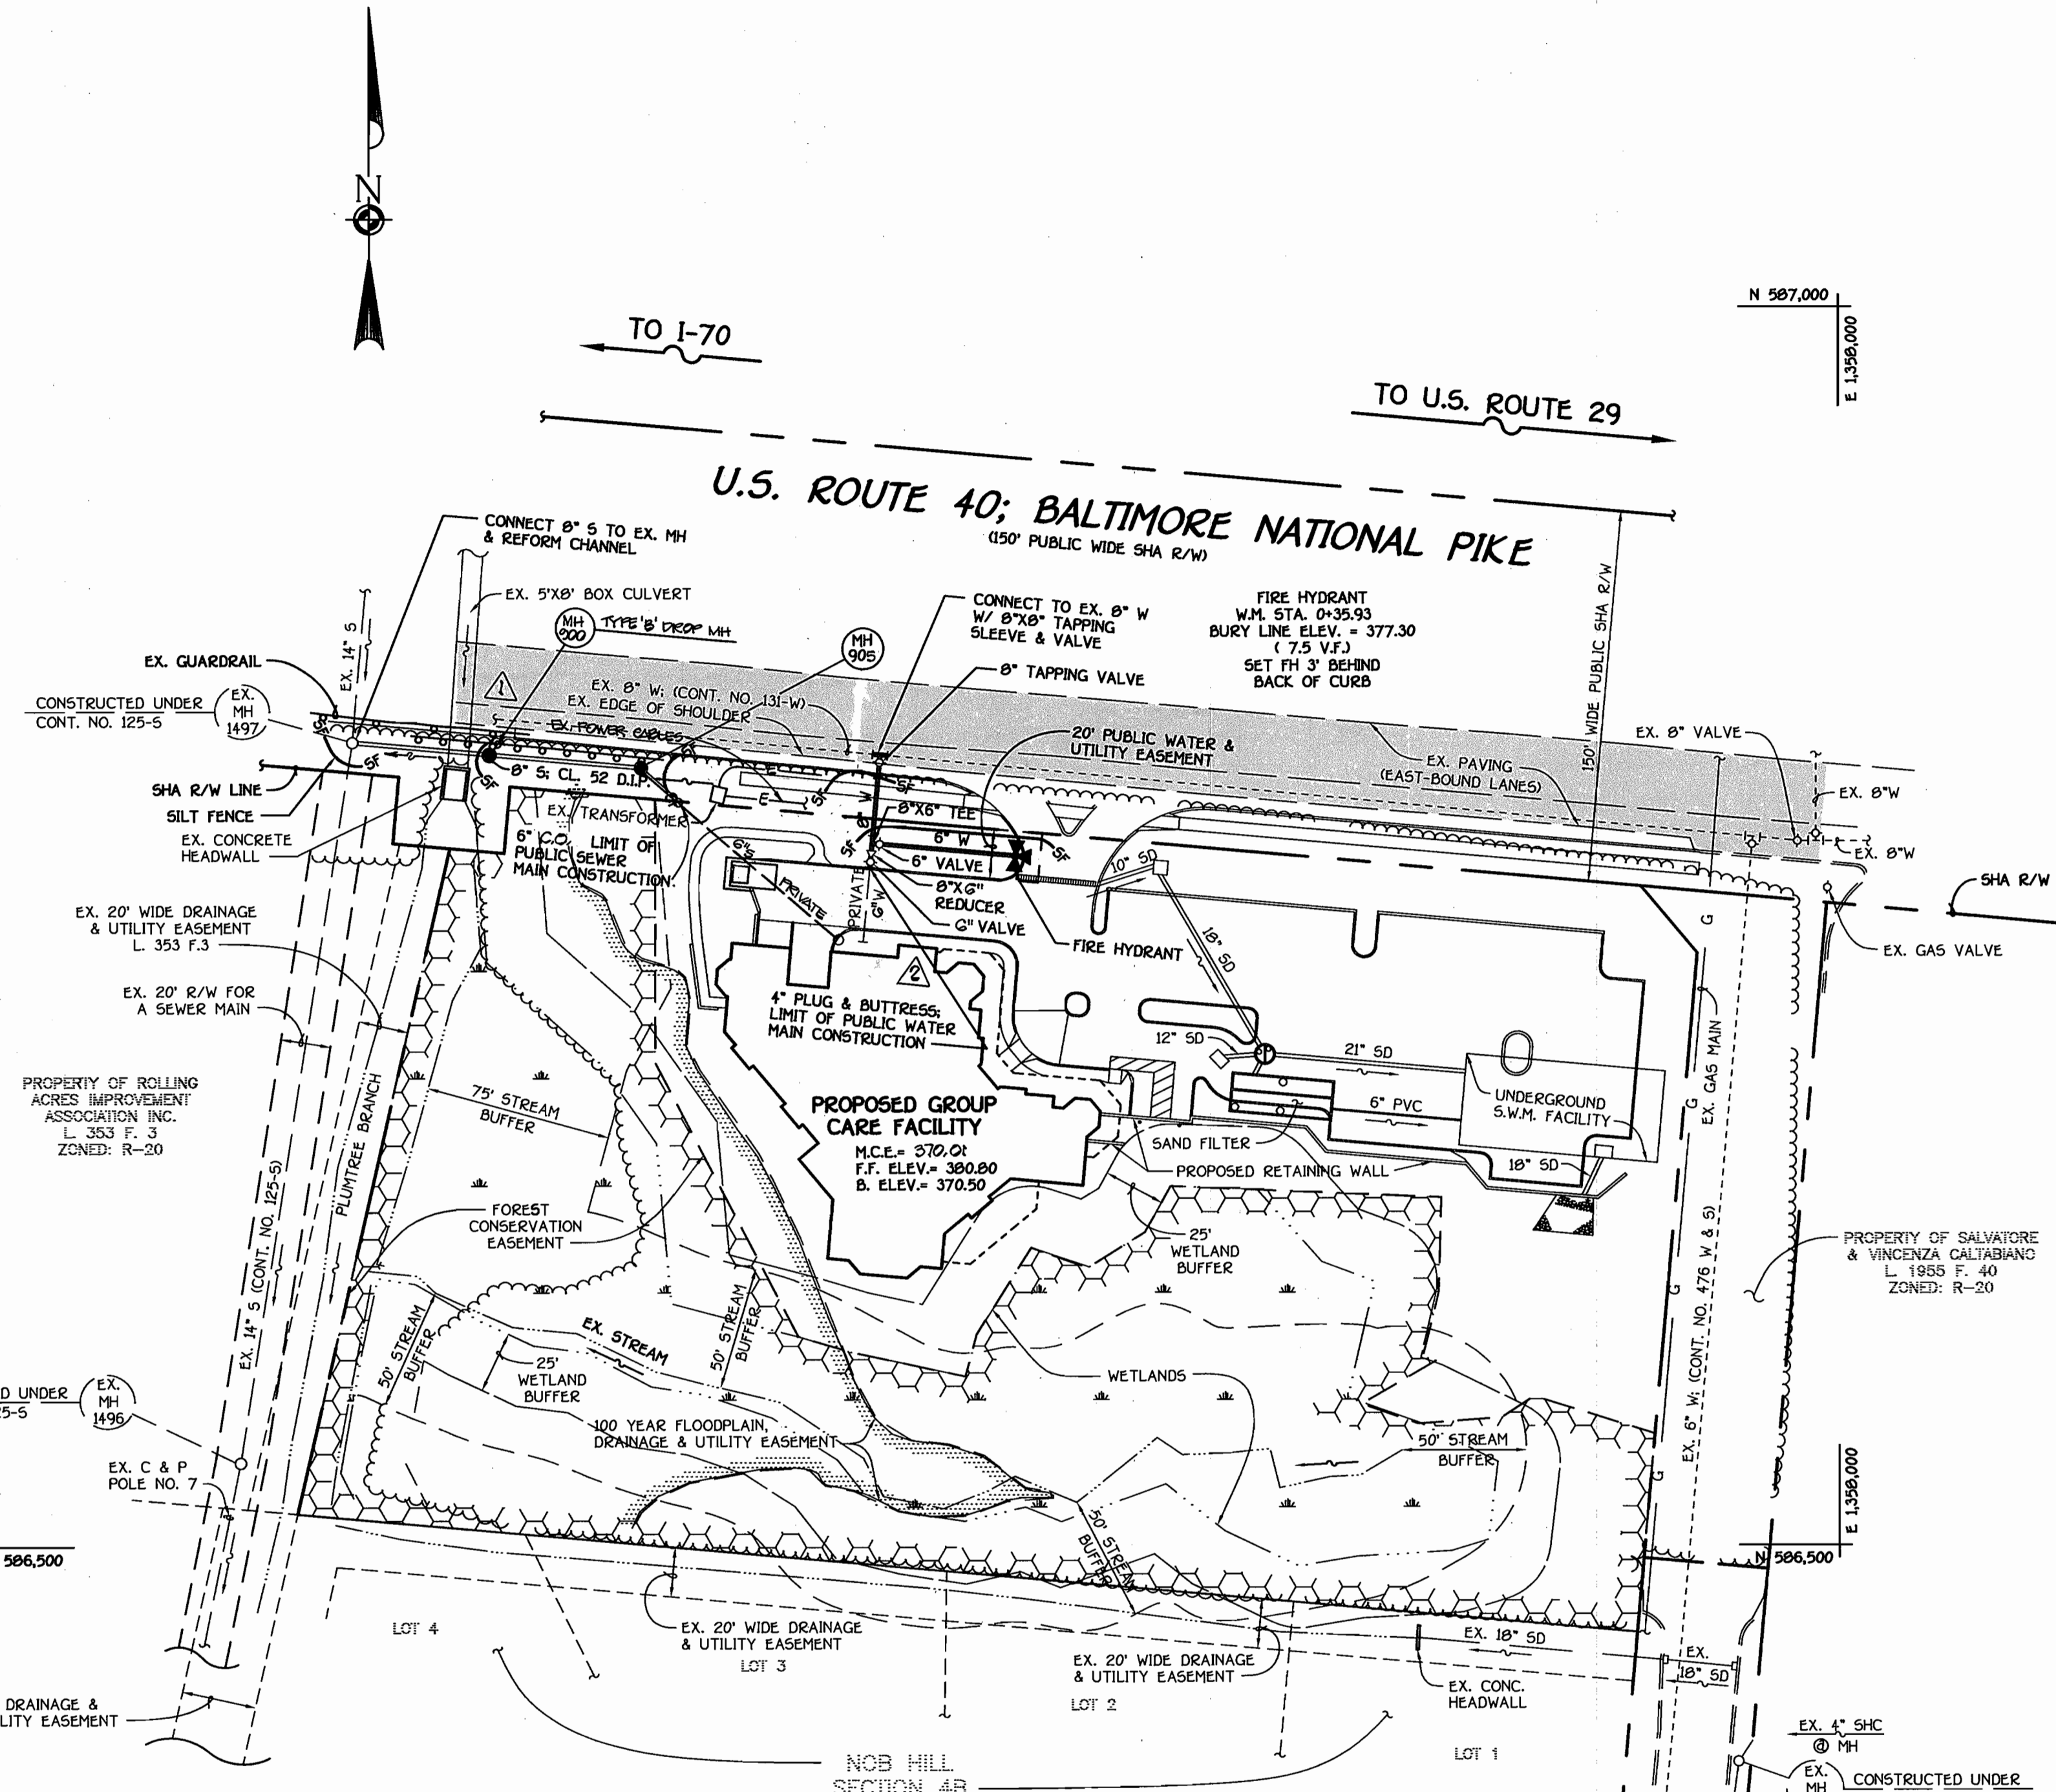 N
TO I-70
TO U.S. ROUTE 29
N 587,000
E 1,358,000
U.S. ROUTE 40; BALTIMORE NATIONAL PIKE
(150' PUBLIC WIDE SHA R/W)
150' WIDE PUBLIC SHA R/W
CONNECT 8" S TO EX. MH
& REFORM CHANNEL
EX. 5'X8' BOX CULVERT
MH
900
TYPE 'B' DROP MH
MH
905
CONNECT TO EX. 8" W
W/ 8"X8" TAPPING
SLEEVE & VALVE
8" TAPPING VALVE
FIRE HYDRANT
W.M. STA. 0+35.93
BURY LINE ELEV. = 377.30
( 7.5 V.F.)
SET FH 3' BEHIND
BACK OF CURB
EX. 14" S
EX. GUARDRAIL
CONSTRUCTED UNDER
CONT. NO. 125-S
EX.
MH
1497
SHA R/W LINE
SILT FENCE
EX. CONCRETE
HEADWALL
1
EX. 8" W; (CONT. NO. 131-W)
EX. EDGE OF SHOULDER
EX. POWER CABLES
20' PUBLIC WATER &
UTILITY EASEMENT
EX. PAVING
(EAST-BOUND LANES)
EX. 8" VALVE
EX. 8"W
EX. 8"W
SHA R/W
EX. GAS VALVE
SF
SF
SF
SF
SF
SF
SF
8" S; CL. 52 D.I.P.
E
E
EX. TRANSFORMER
6" C.O. LIMIT OF
PUBLIC SEWER
MAIN CONSTRUCTION.
6"S
PRIVATE
8" W
8"X6" TEE
6" W
6" VALVE
8"X6"
REDUCER
6" VALVE
PRIVATE
6"W
FIRE HYDRANT
10" SD
18" SD
EX. 20' WIDE DRAINAGE
& UTILITY EASEMENT
L. 353 F.3
EX. 20' R/W FOR
A SEWER MAIN
2
4" PLUG & BUTTRESS;
LIMIT OF PUBLIC WATER
MAIN CONSTRUCTION
12" SD
21" SD
6" PVC
UNDERGROUND
S.W.M. FACILITY
SAND FILTER
PROPOSED RETAINING WALL
18" SD
G
EX. GAS MAIN
G
G
G
PROPERTY OF ROLLING
ACRES IMPROVEMENT
ASSOCIATION INC.
L. 353 F. 3
ZONED: R-20
PLUMTREE BRANCH
EX. 14" S (CONT. NO. 125-S)
75' STREAM
BUFFER
PROPOSED GROUP
CARE FACILITY
M.C.E.= 370.0±
F.F. ELEV.= 380.80
B. ELEV.= 370.50
FOREST
CONSERVATION
EASEMENT
25'
WETLAND
BUFFER
EX. 6" W; (CONT. NO. 476 W & S)
PROPERTY OF SALVATORE
& VINCENZA CALTABIANO
L. 1955 F. 40
ZONED: R-20
50' STREAM
BUFFER
EX. STREAM
50' STREAM
BUFFER
25'
WETLAND
BUFFER
WETLANDS
D UNDER
5-S
EX.
MH
1496
100 YEAR FLOODPLAIN,
DRAINAGE & UTILITY EASEMENT
50' STREAM
BUFFER
EX. C & P
POLE NO. 7
50' STREAM
BUFFER
E 1,358,000
586,500
N 586,500
LOT 4
EX. 20' WIDE DRAINAGE
& UTILITY EASEMENT
LOT 3
EX. 20' WIDE DRAINAGE
& UTILITY EASEMENT
LOT 2
EX. 18" SD
EX.
18" SD
EX. CONC.
HEADWALL
DRAINAGE &
LITY EASEMENT
EX. 4" SHC
@ MH
LOT 1
NOB HILL
SECTION 4B
EX.
MH
CONSTRUCTED UNDER